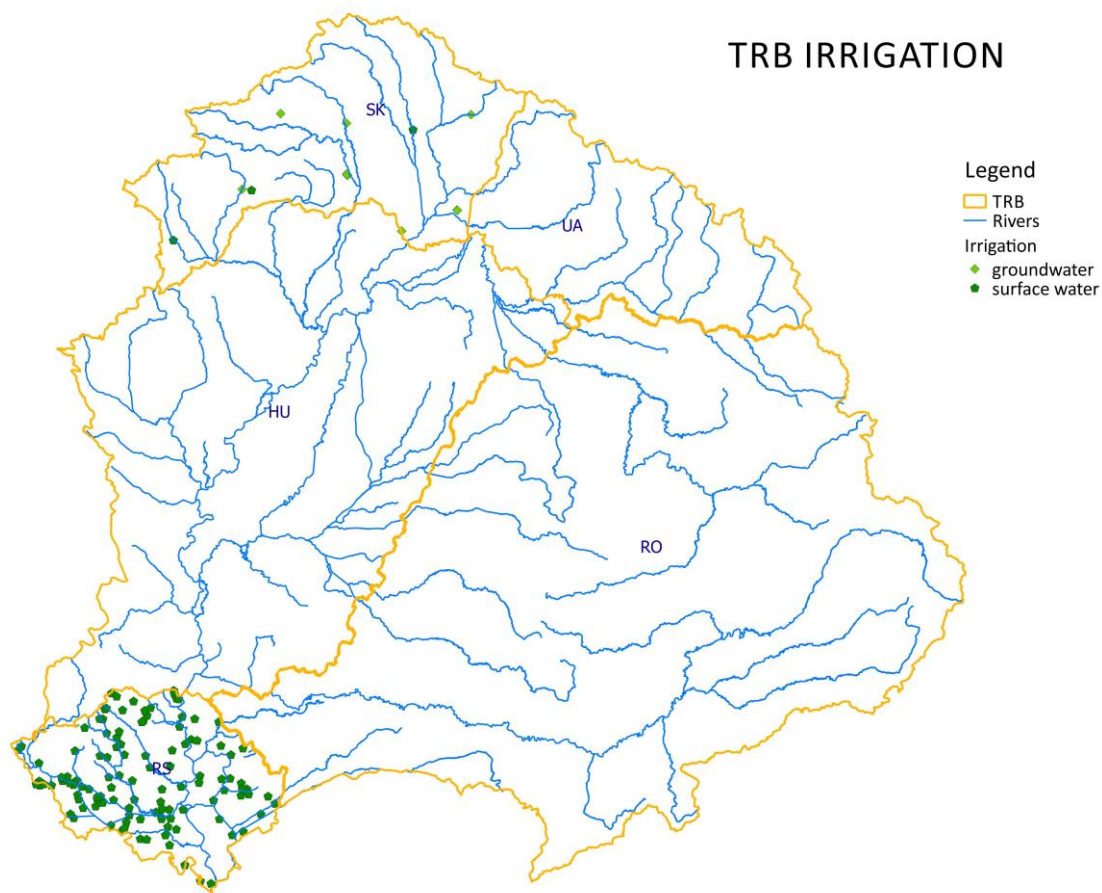 TRB IRRIGATION
SK
UA
Legend
TRB
Rivers
Irrigation
groundwater
surface water
HU
RO
RS